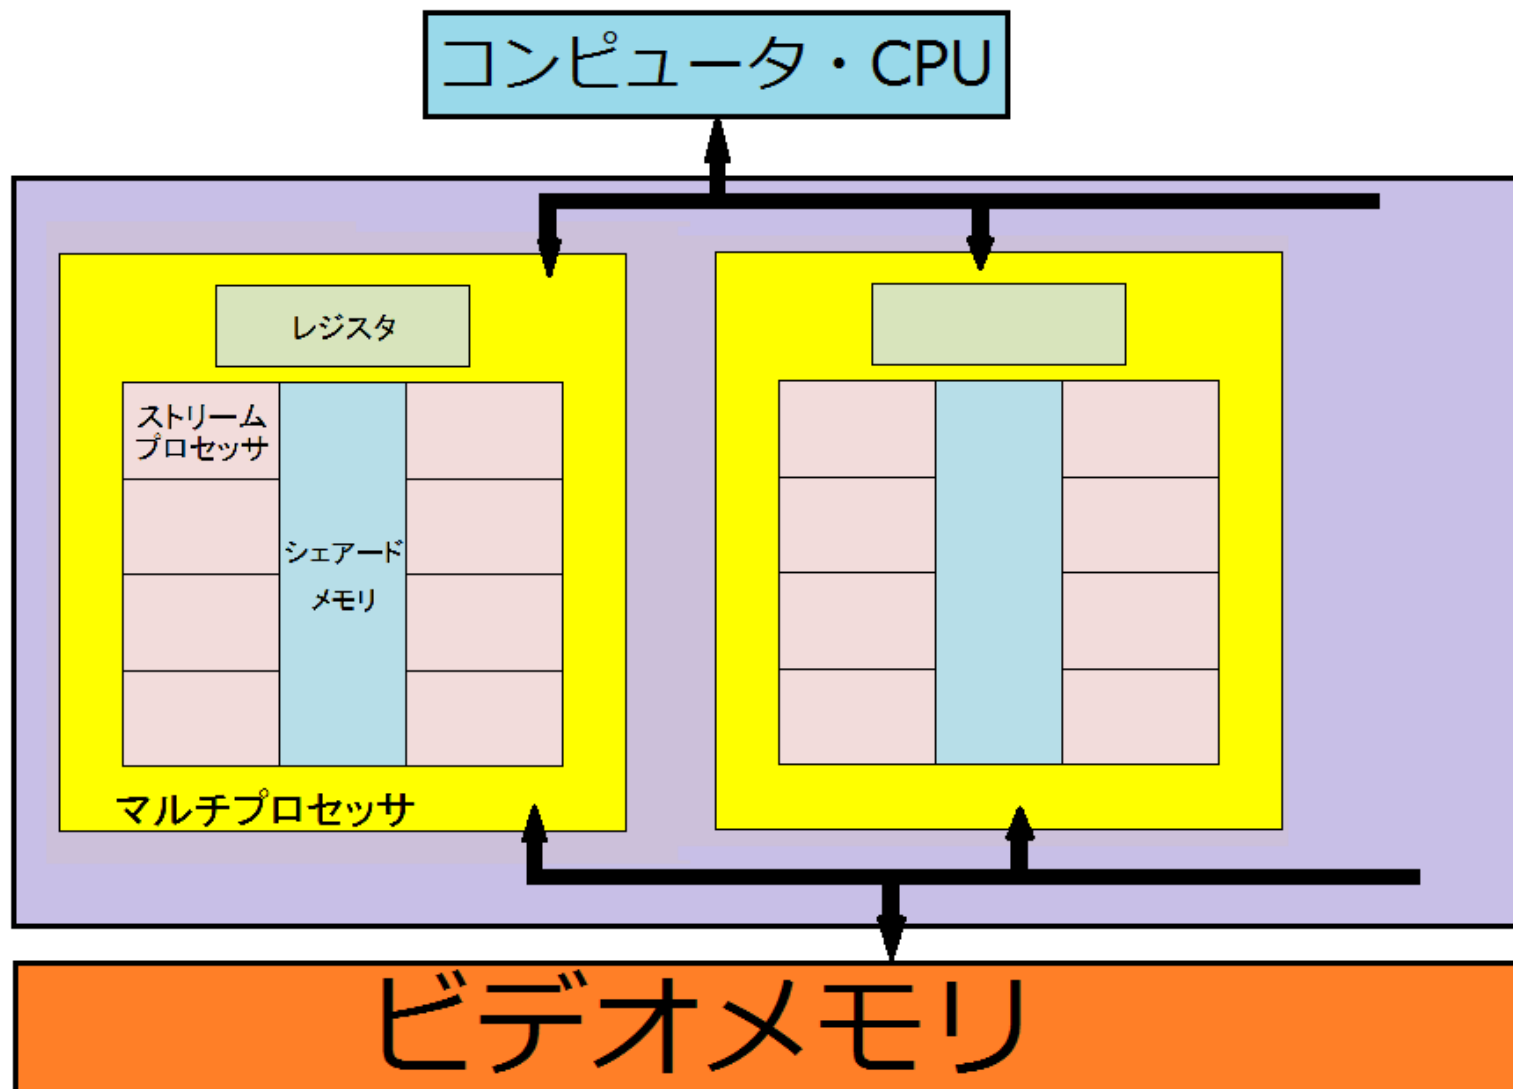 コンピュータ・CPU
レジスタ
ストリーム
プロセッサ
シェアード
メモリ
マルチプロセッサ
ビデオメモリ